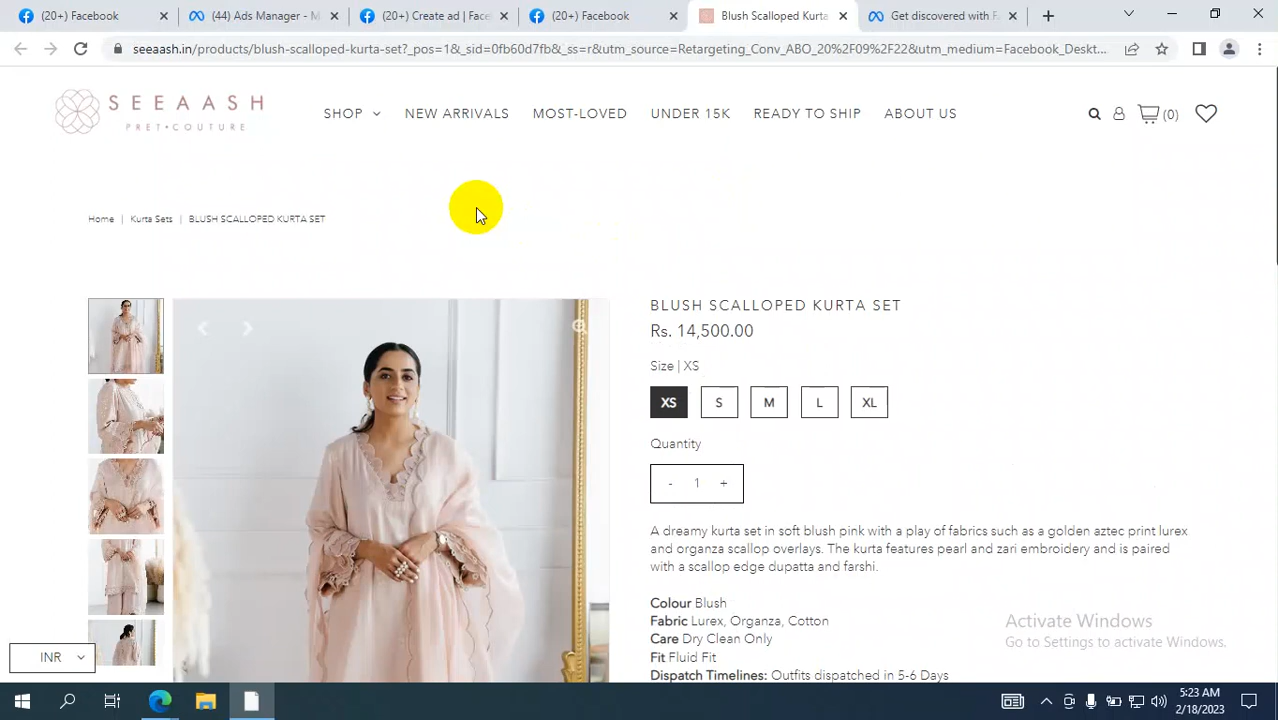 (20+) Facebook
(44) Ads Manager - M
(20+) Create ad | Face
(20+) Facebook
Blush Scalloped Kurta
Get discovered with F
seeaash.in/products/blush-scalloped-kurta-set?_pos=1&_sid=0fb60d7fb&_ss=r&utm_source=Retargeting_Conv_ABO_20%2F09%2F22&utm_medium=Facebook_Deskt...
SEEAASH
PRET•COUTURE
SHOP
NEW ARRIVALS
MOST-LOVED
UNDER 15K
READY TO SHIP
ABOUT US
(0)
Home | Kurta Sets | BLUSH SCALLOPED KURTA SET
BLUSH SCALLOPED KURTA SET
Rs. 14,500.00
Size | XS
XS S M L XL
Quantity
- 1 +
A dreamy kurta set in soft blush pink with a play of fabrics such as a golden aztec print lurex
and organza scallop overlays. The kurta features pearl and zari embroidery and is paired
with a scallop edge dupatta and farshi.
Colour Blush
Fabric Lurex, Organza, Cotton
Care Dry Clean Only
Fit Fluid Fit
Dispatch Timelines: Outfits dispatched in 5-6 Days
Activate Windows
Go to Settings to activate Windows.
INR
5:23 AM
2/18/2023